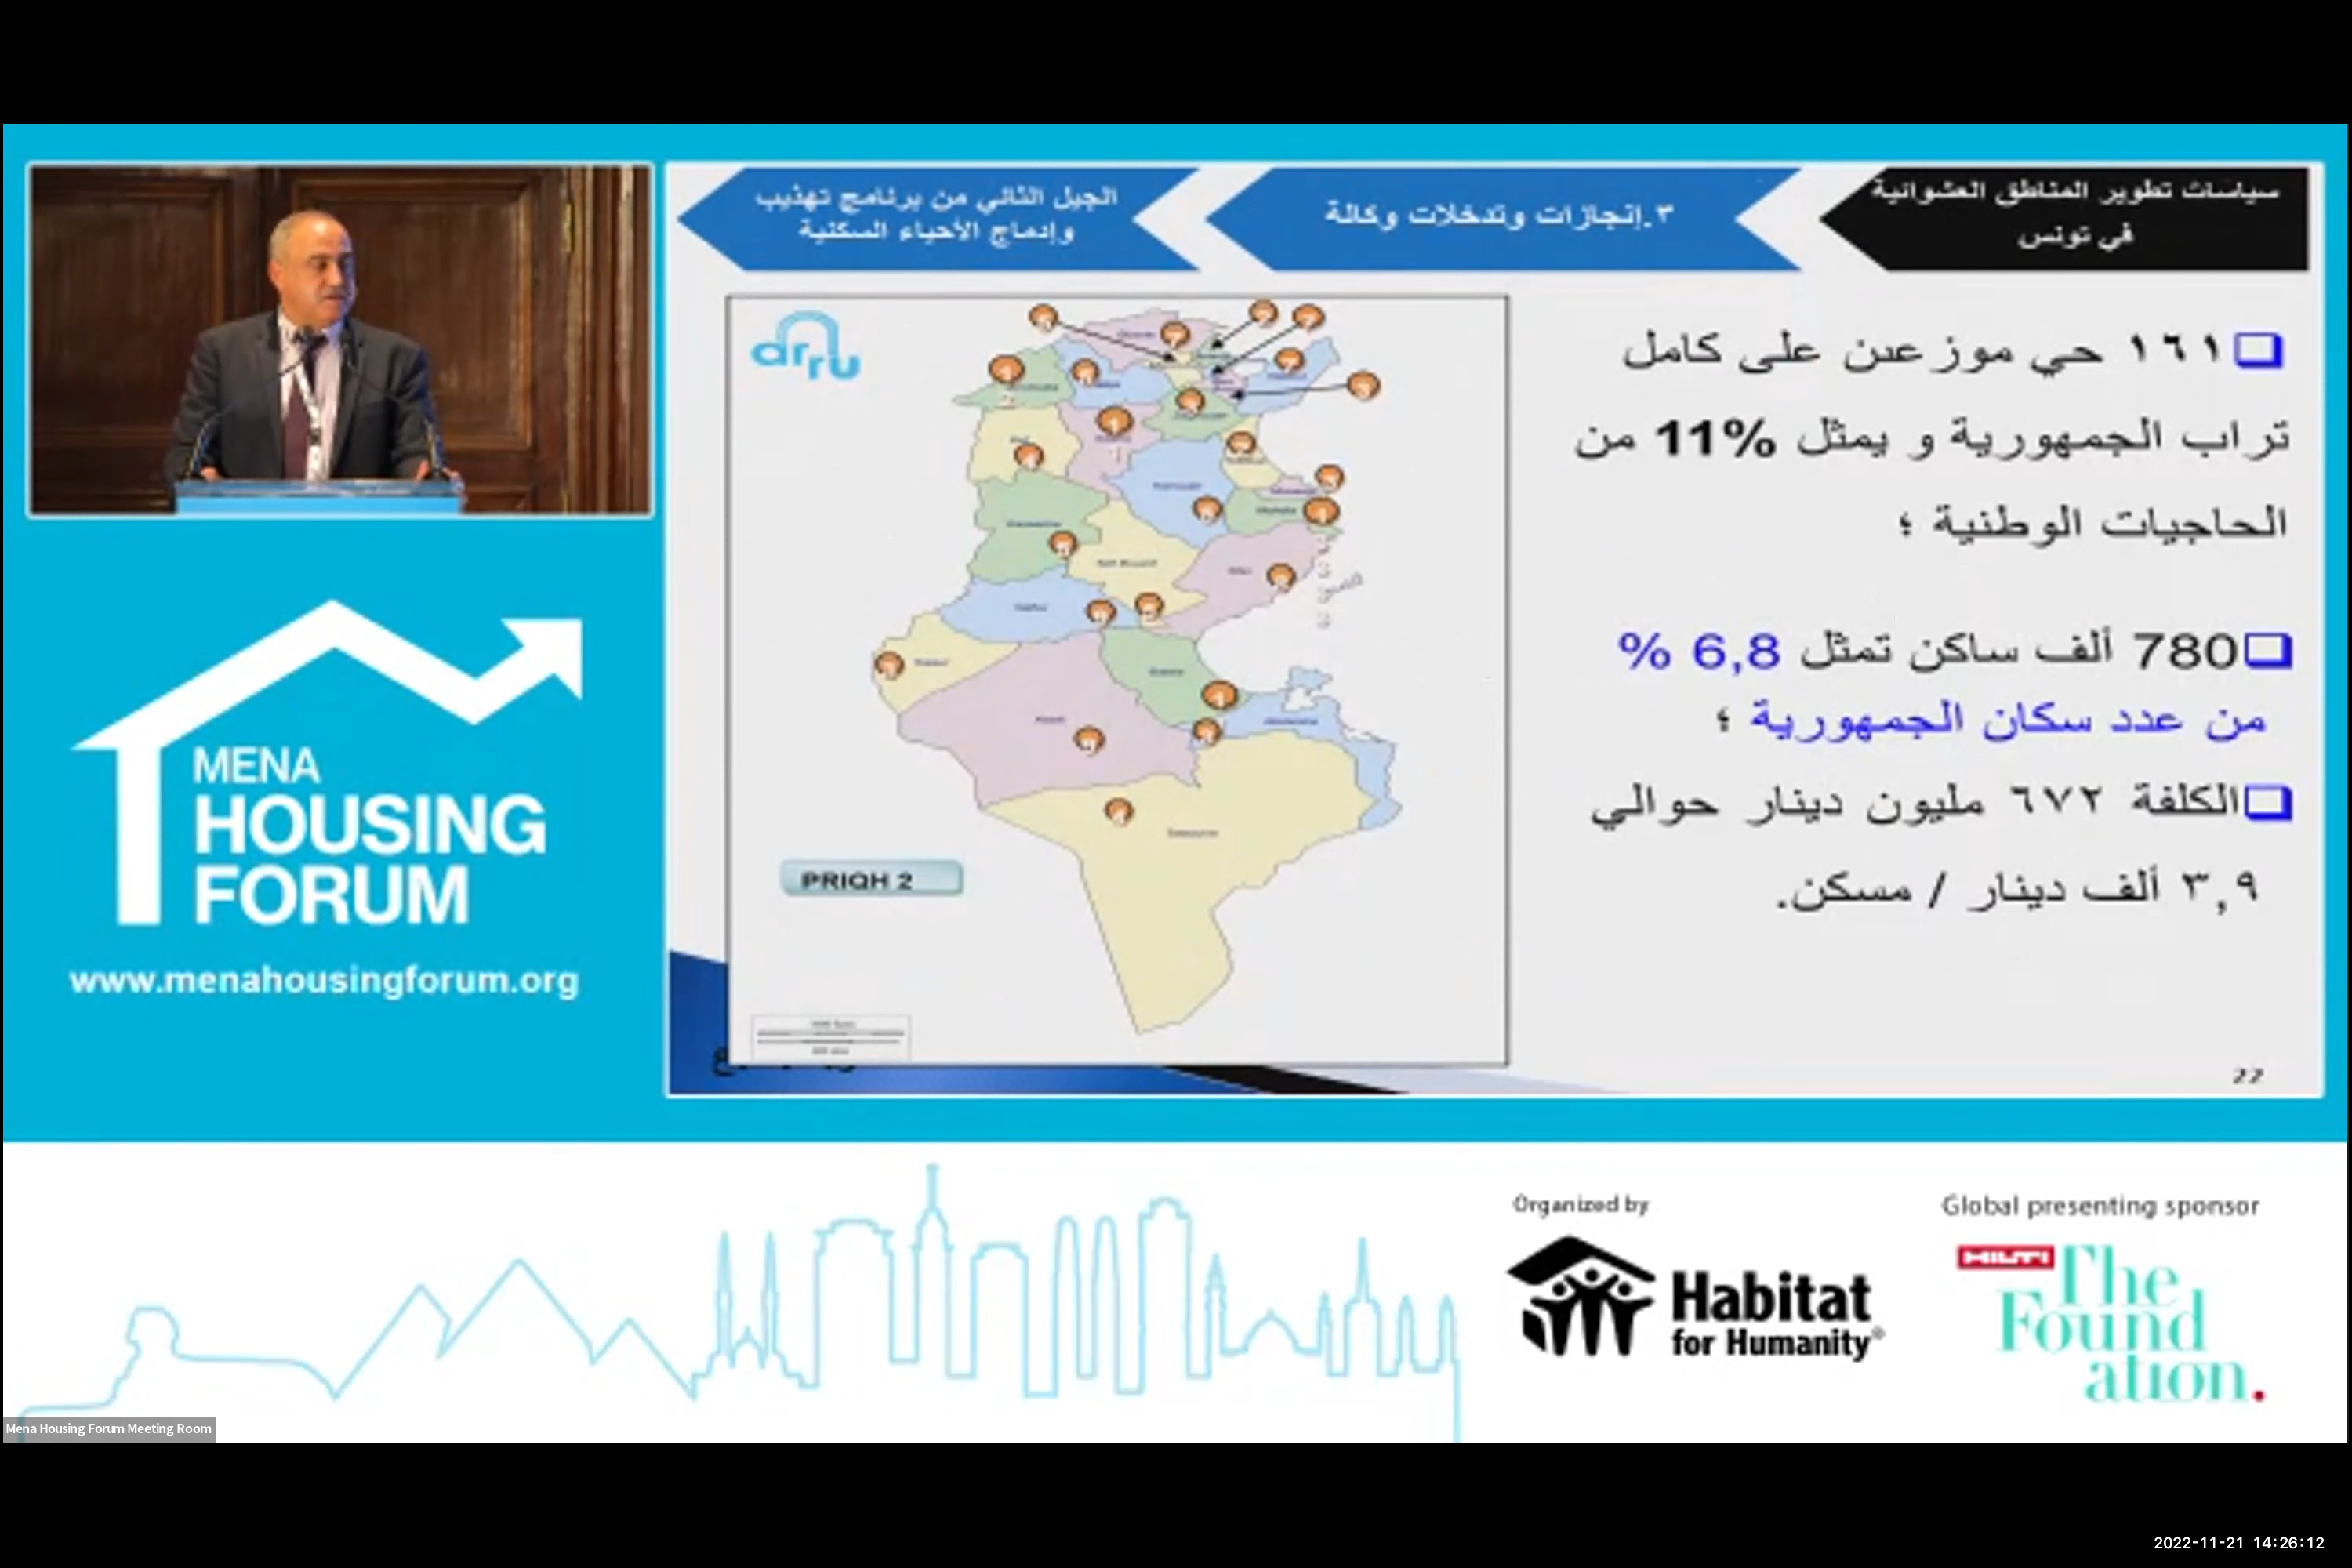 سياسات تطوير المناطق العشوائية
في تونس
٣.إنجازات وتدخلات وكالة
الجيل الثاني من برنامج تهذيب
وإدماج الأحياء السكنية
arru
١٦١ حي موزعىن على كامل
تراب الجمهورية و يمثل 11% من
الحاجيات الوطنية ؛
780 ألف ساكن تمثل 6,8 %
من عدد سكان الجمهورية ؛
الكلفة ٦٧٢ مليون دينار حوالي
٣,٩ ألف دينار / مسكن.
PRIQH 2
22
MENA
HOUSING
FORUM
www.menahousingforum.org
Organized by
Habitat
for Humanity®
Global presenting sponsor
HILTI
The
Found
ation.
Mena Housing Forum Meeting Room
2022-11-21 14:26:12